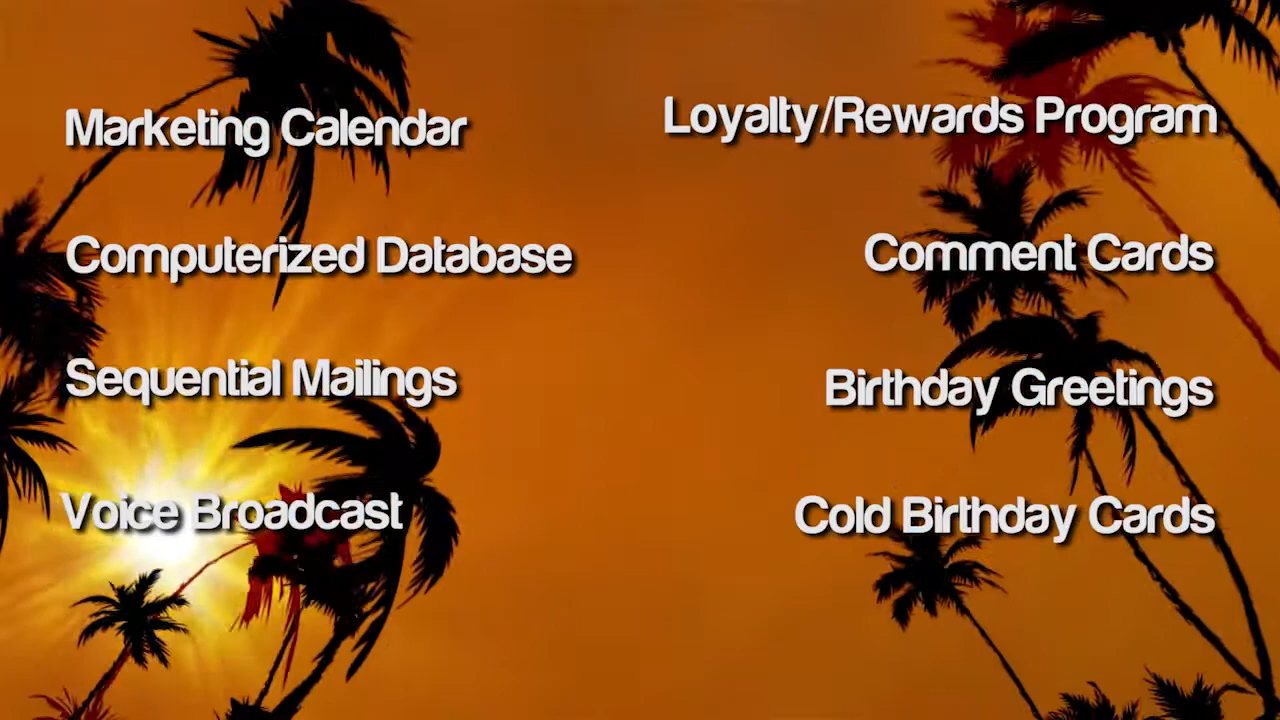 Marketing Calendar
Computerized Database
Sequential Mailings
Voice Broadcast
Loyalty/Rewards Program
Comment Cards
Birthday Greetings
Cold Birthday Cards